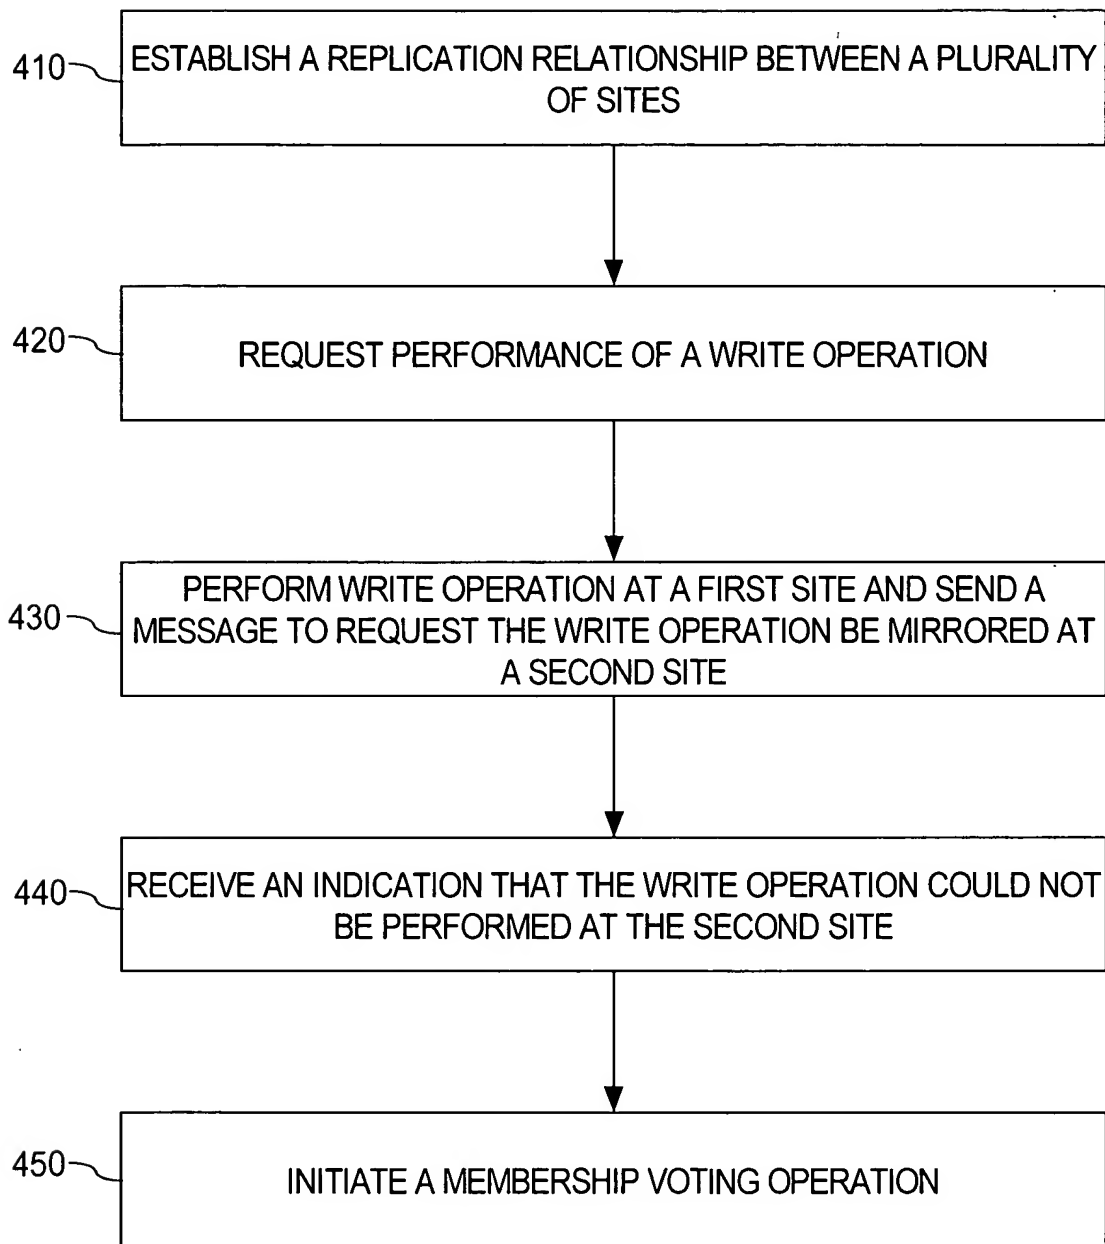 410
ESTABLISH A REPLICATION RELATIONSHIP BETWEEN A PLURALITY
OF SITES
420
REQUEST PERFORMANCE OF A WRITE OPERATION
PERFORM WRITE OPERATION AT A FIRST SITE AND SEND A
430
MESSAGE TO REQUEST THE WRITE OPERATION BE MIRRORED AT
A SECOND SITE
440
RECEIVE AN INDICATION THAT THE WRITE OPERATION COULD NOT
BE PERFORMED AT THE SECOND SITE
450
INITIATE A MEMBERSHIP VOTING OPERATION